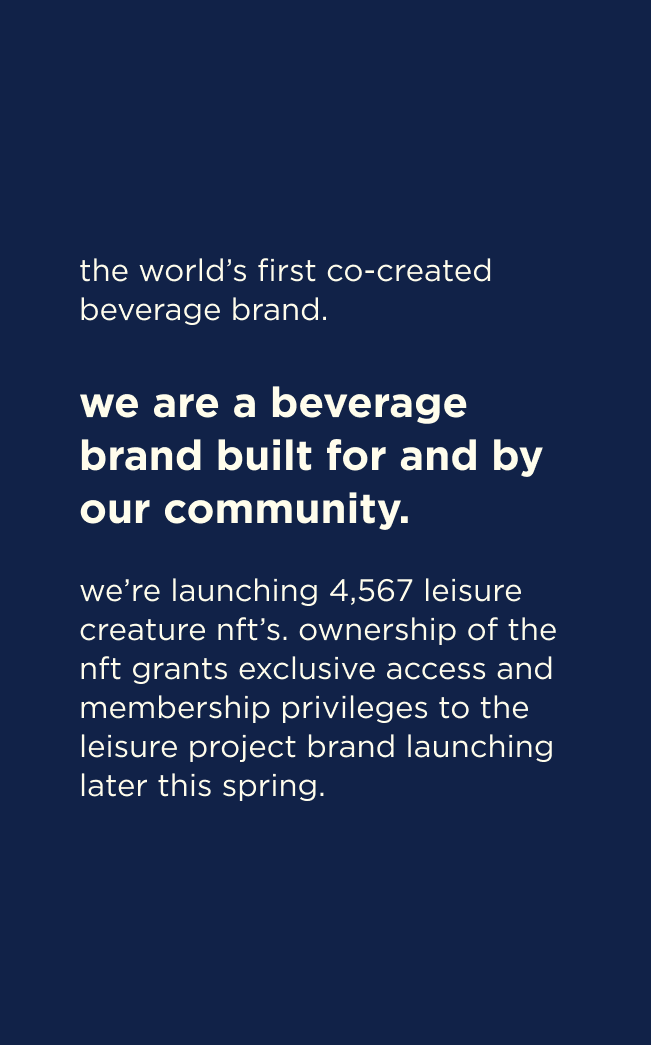 the world’s first co-created
beverage brand.
we are a beverage
brand built for and by
our community.
we’re launching 4,567 leisure
creature nft’s. ownership of the
nft grants exclusive access and
membership privileges to the
leisure project brand launching
later this spring.